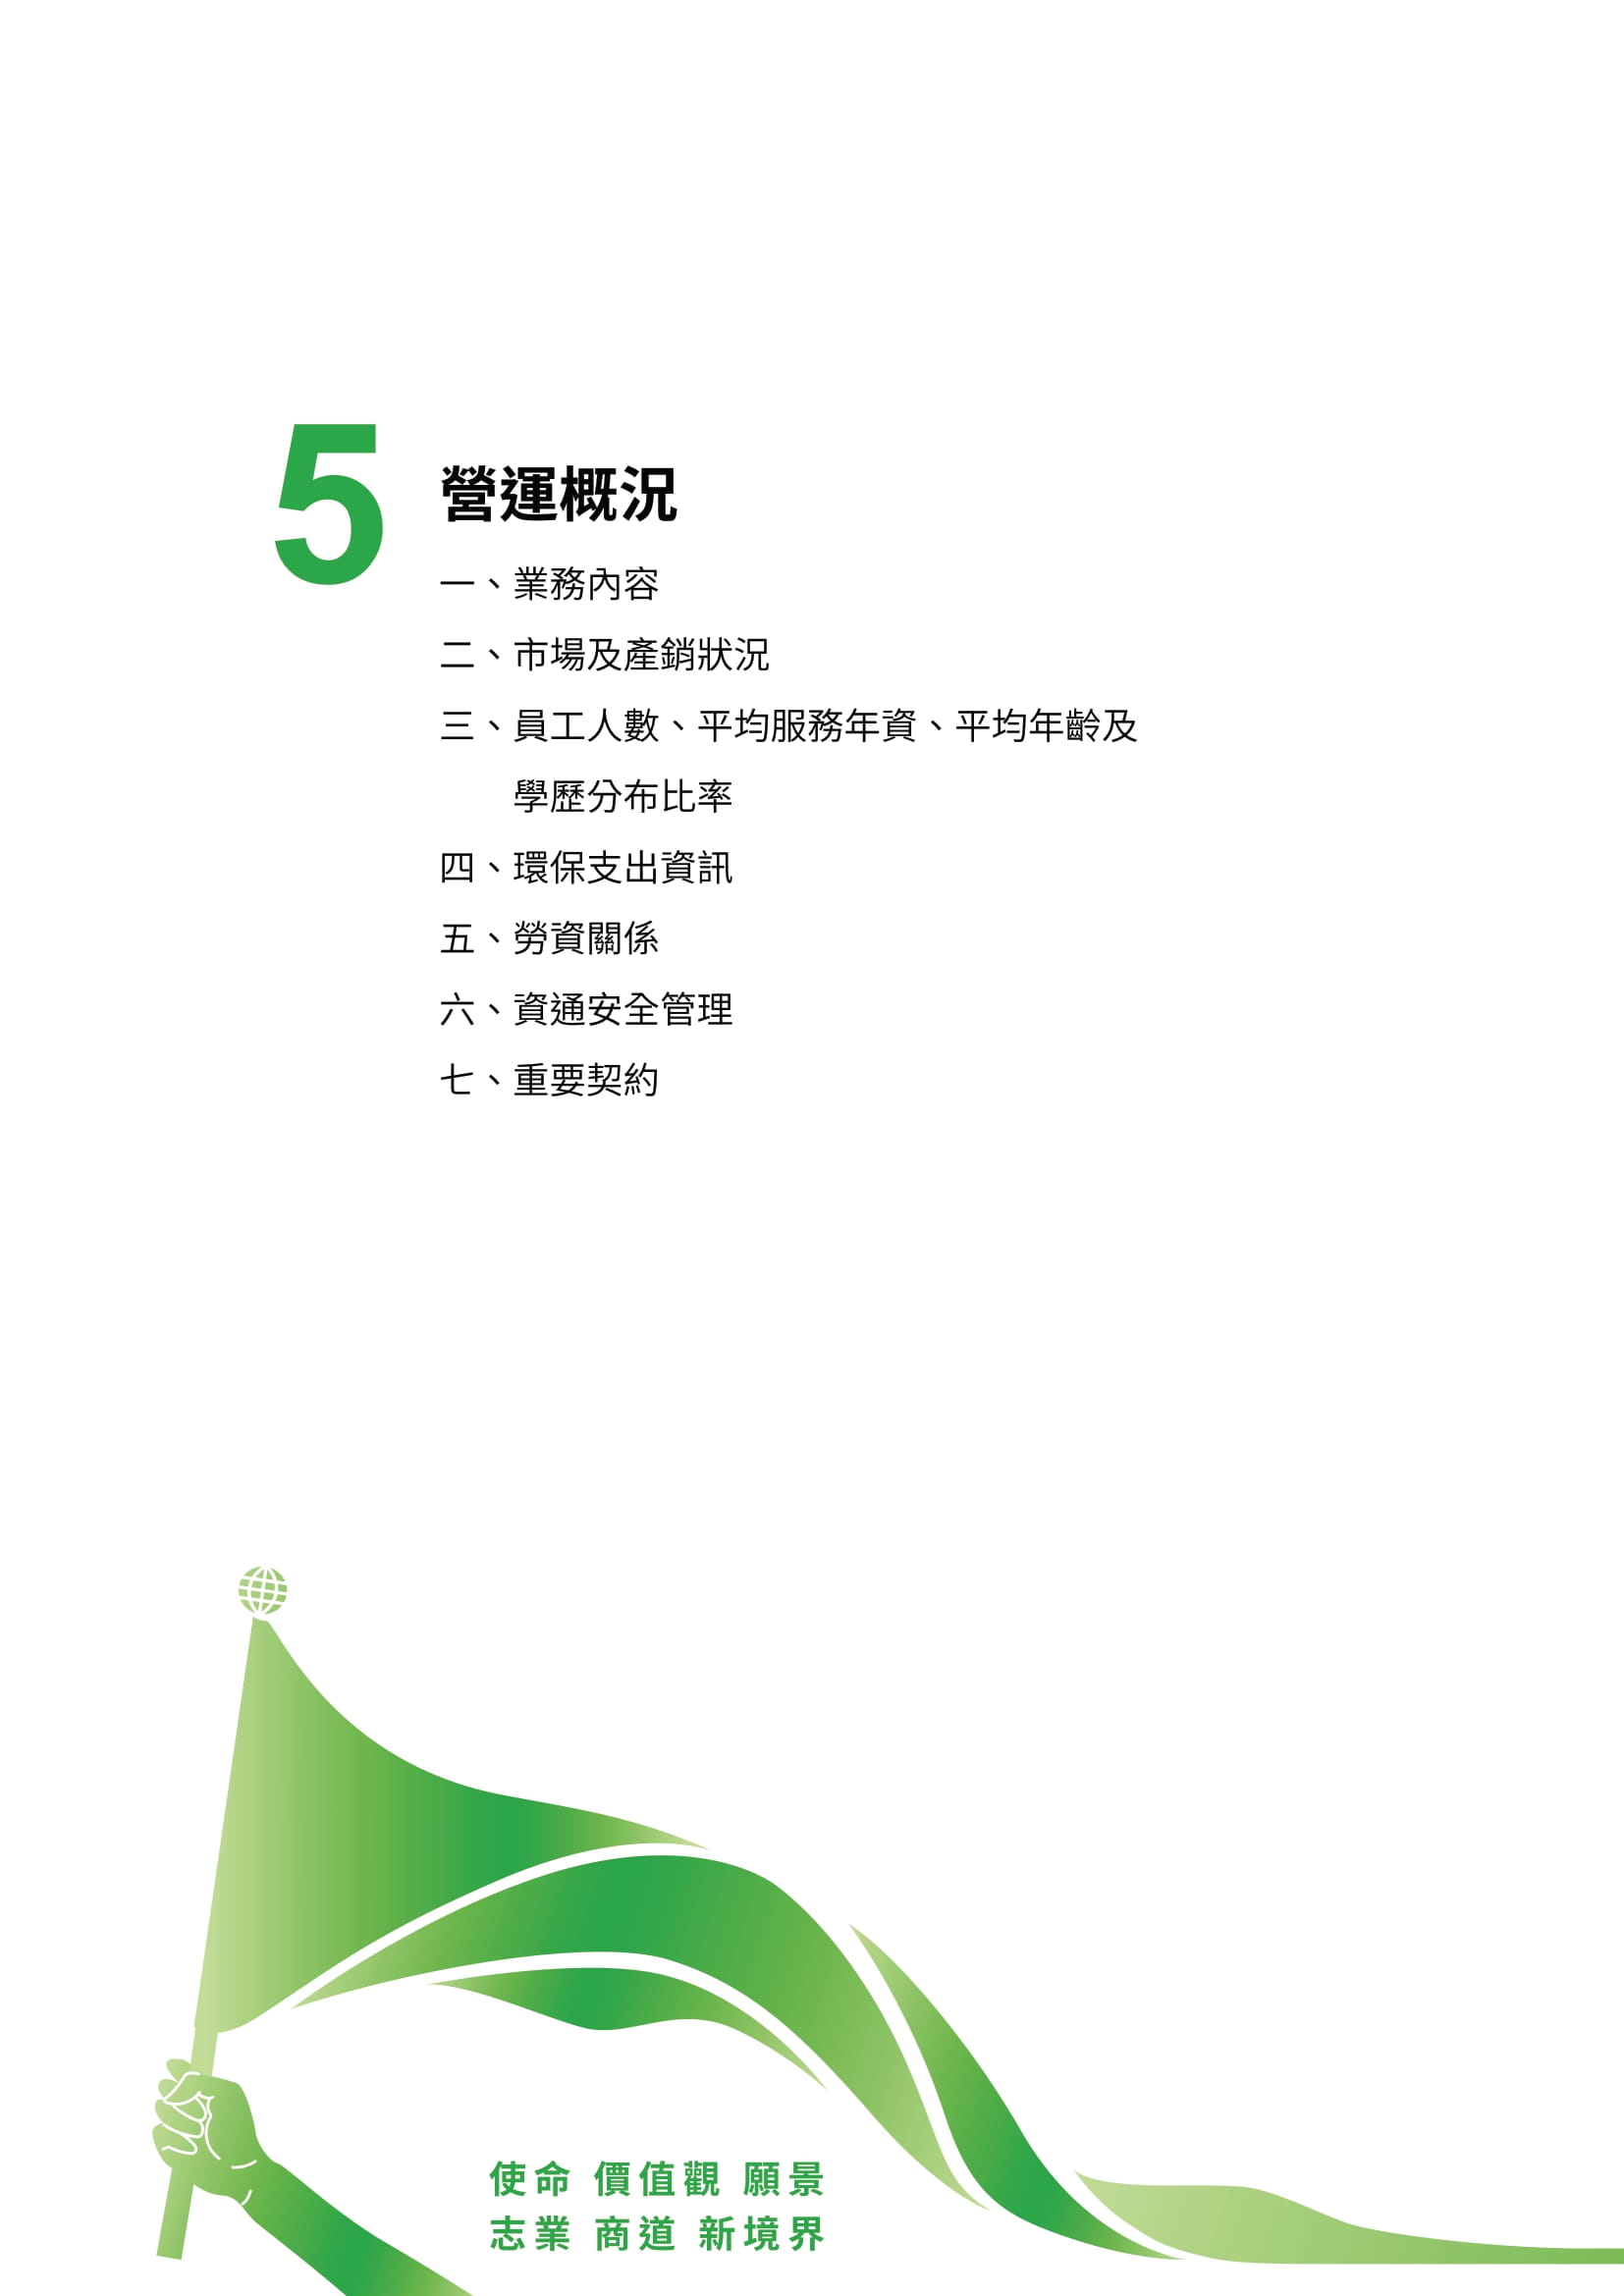 5
營運概況
一、業務內容
二、市場及產銷狀況
三、員工人數、平均服務年資、平均年齡及
學歷分布比率
四、環保支出資訊
五、勞資關係
六、資通安全管理
七、重要契約
使命 價值觀 願景
志業 商道 新境界